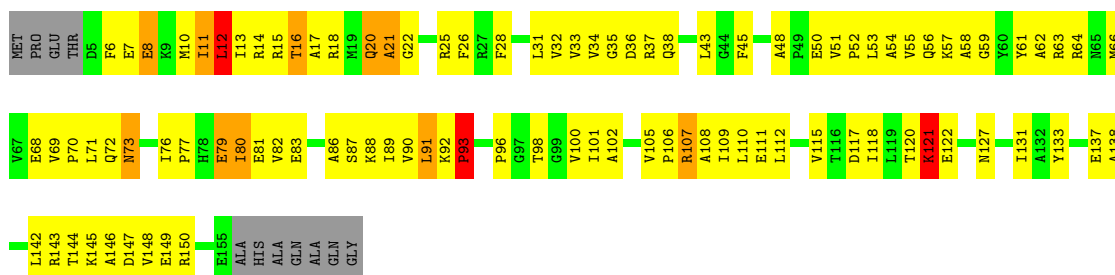 MET PRO GLU THR D5 F6 E7 E8 K9 M10 I11 L12 I13 R14 R15 T16 A17 R18 M19 Q20 A21 G22 R25 F26 R27 F28 L31 V32 V33 V34 G35 D36 R37 Q38 L43 G44 F45 A48 P49 E50 V51 P52 L53 A54 V55 Q56 K57 A58 G59 Y60 Y61 A62 R63 R64 N65 M66
V67 E68 V69 P70 L71 Q72 N73 I76 P77 H78 E79 I80 E81 V82 E83 A86 S87 K88 I89 V90 L91 K92 P93 P96 G97 T98 G99 V100 I101 A102 V105 P106 R107 A108 I109 L110 E111 L112 V115 T116 D117 I118 L119 T120 K121 E122 N127 I131 A132 Y133 E137 A138
L142 R143 T144 K145 A146 D147 V148 E149 R150 E155 ALA HIS ALA GLN ALA GLN GLY